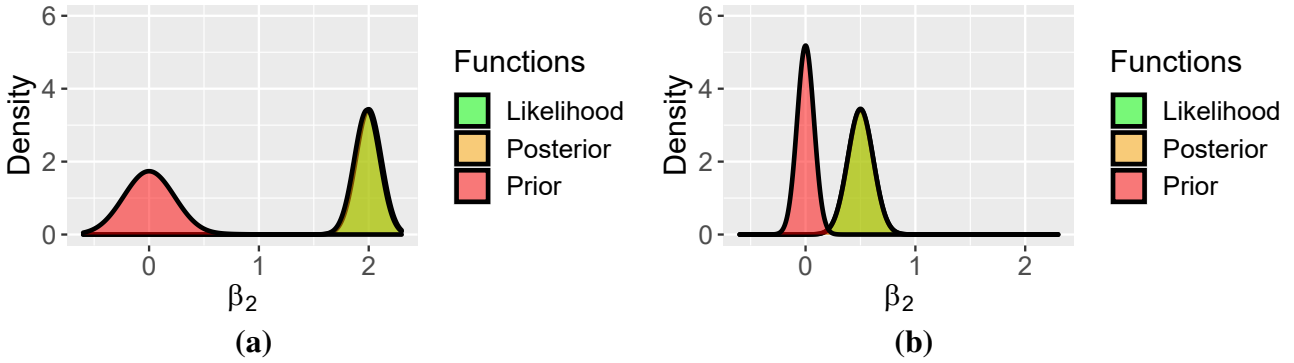 6
4
2
0
Density
0 1 2
β2
Functions
Likelihood
Posterior
Prior
(a)
6
4
2
0
Density
0 1 2
β2
Functions
Likelihood
Posterior
Prior
(b)